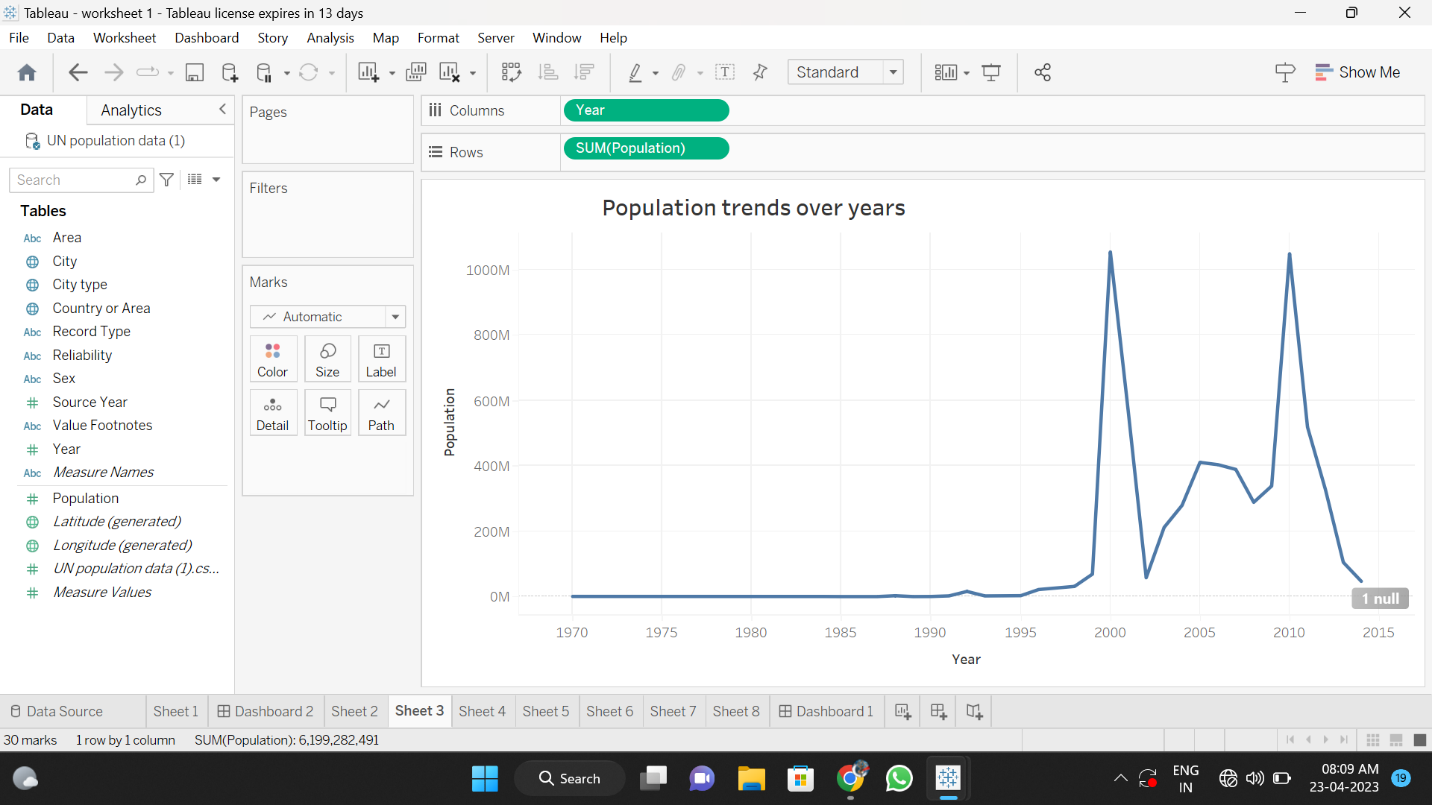 Tableau - worksheet 1 - Tableau license expires in 13 days
File Data Worksheet Dashboard Story Analysis Map Format Server Window Help
Standard
Show Me
Data Analytics
UN population data (1)
Search
Tables
Abc Area
City
City type
Country or Area
Abc Record Type
Abc Reliability
Abc Sex
# Source Year
Abc Value Footnotes
# Year
Abc Measure Names
# Population
Latitude (generated)
Longitude (generated)
# UN population data (1).cs...
# Measure Values
Pages
Filters
Marks
Automatic
Color Size Label
Detail Tooltip Path
Columns Year
Rows SUM(Population)
Population trends over years
Population
1000M
800M
600M
400M
200M
0M
1 null
1970 1975 1980 1985 1990 1995 2000 2005 2010 2015
Year
Data Source Sheet 1 Dashboard 2 Sheet 2 Sheet 3 Sheet 4 Sheet 5 Sheet 6 Sheet 7 Sheet 8 Dashboard 1
30 marks 1 row by 1 column SUM(Population): 6,199,282,491
Search
ENG
IN
08:09 AM
23-04-2023
19